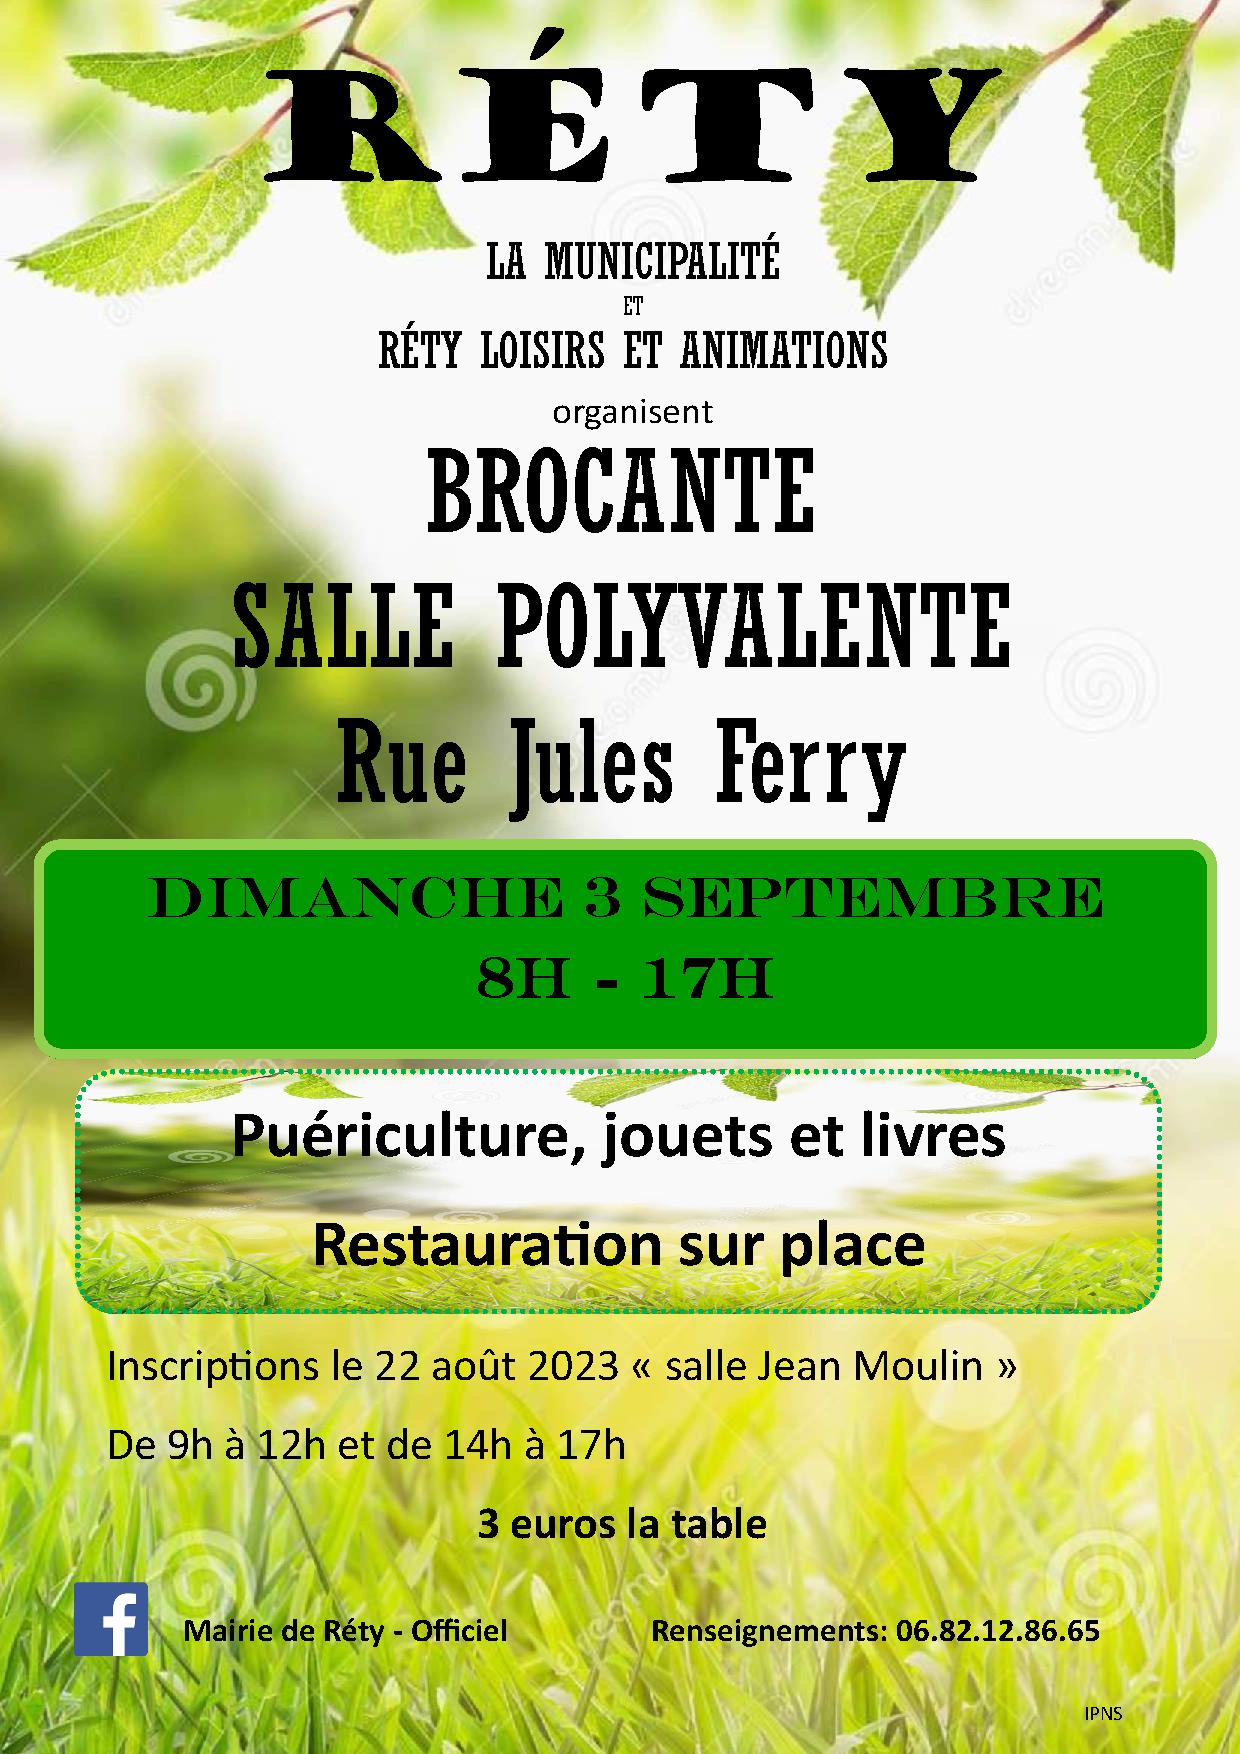 RÉTY
LA MUNICIPALITÉ
ET
RÉTY LOISIRS ET ANIMATIONS
organisent
BROCANTE
SALLE POLYVALENTE
Rue Jules Ferry
DIMANCHE 3 SEPTEMBRE
8H - 17H
Puériculture, jouets et livres
Restauration sur place
Inscriptions le 22 août 2023 « salle Jean Moulin »
De 9h à 12h et de 14h à 17h
3 euros la table
f
Mairie de Réty - Officiel
Renseignements: 06.82.12.86.65
IPNS